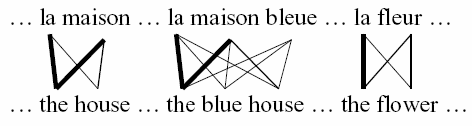 … la maison … la maison bleue … la fleur …
… the house … the blue house … the flower …